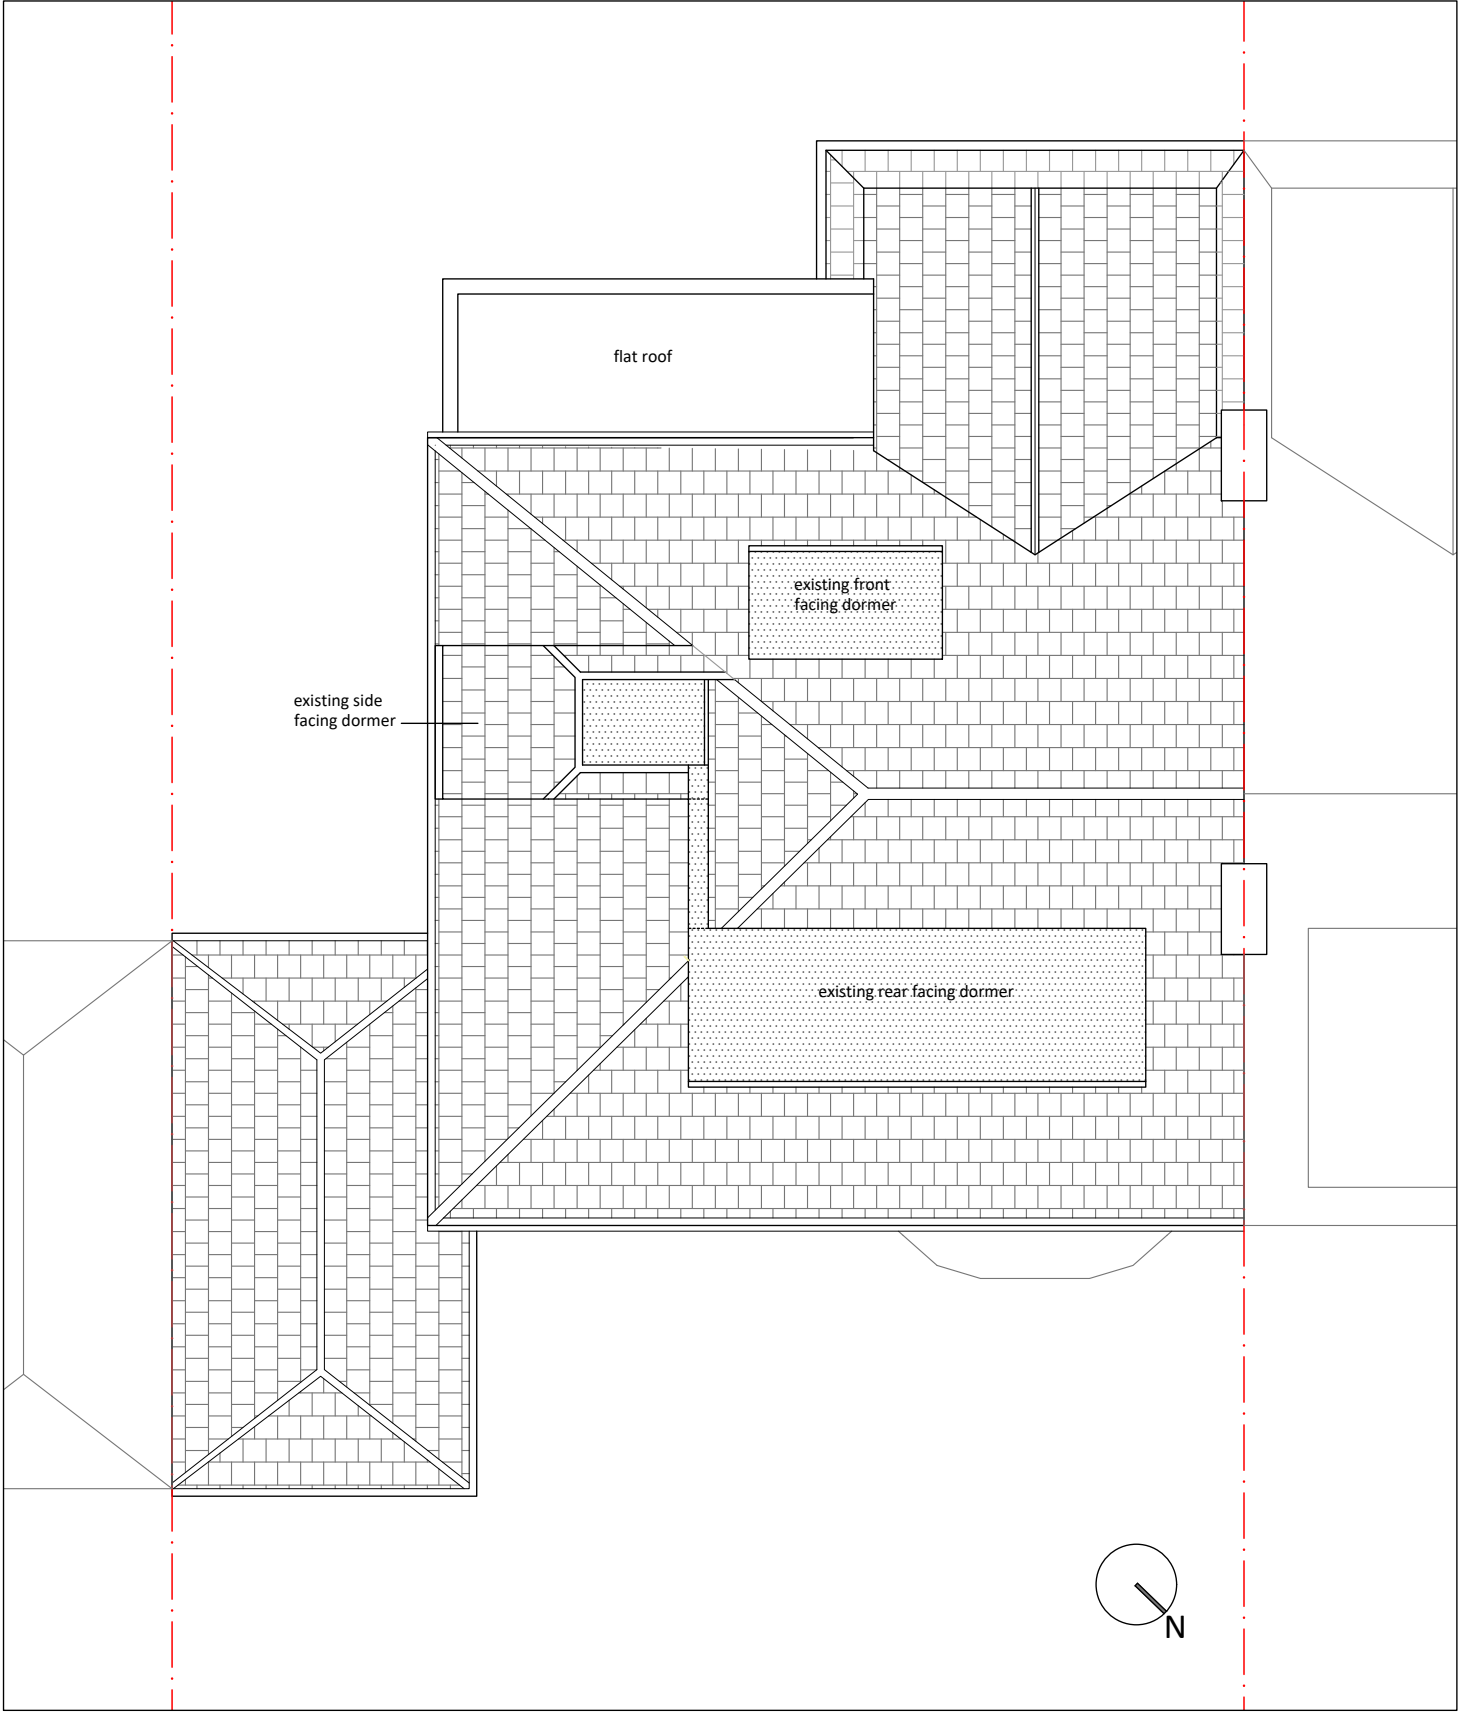 flat roof
existing front
facing dormer
existing side
facing dormer
existing rear facing dormer
N